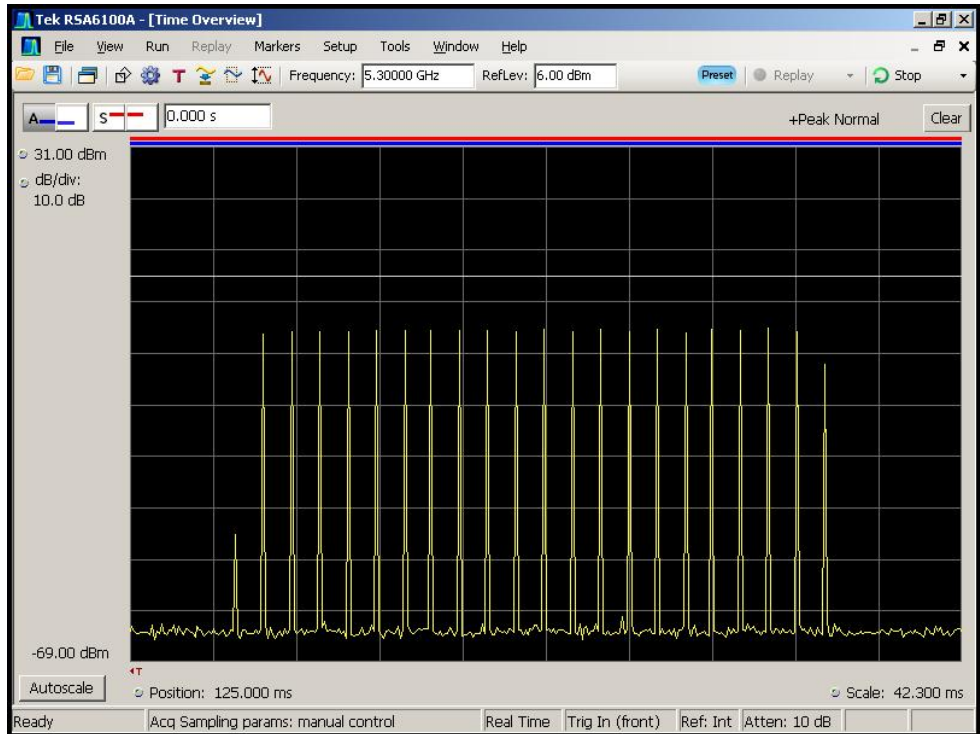 Tek RSA6100A - [Time Overview]
File View Run Replay Markers Setup Tools Window Help
T Frequency: 5.30000 GHz RefLev: 6.00 dBm Preset Replay Stop
A S 0.000 s +Peak Normal Clear
31.00 dBm
dB/div:
10.0 dB
-69.00 dBm
T
Autoscale Position: 125.000 ms Scale: 42.300 ms
Ready Acq Sampling params: manual control Real Time Trig In (front) Ref: Int Atten: 10 dB